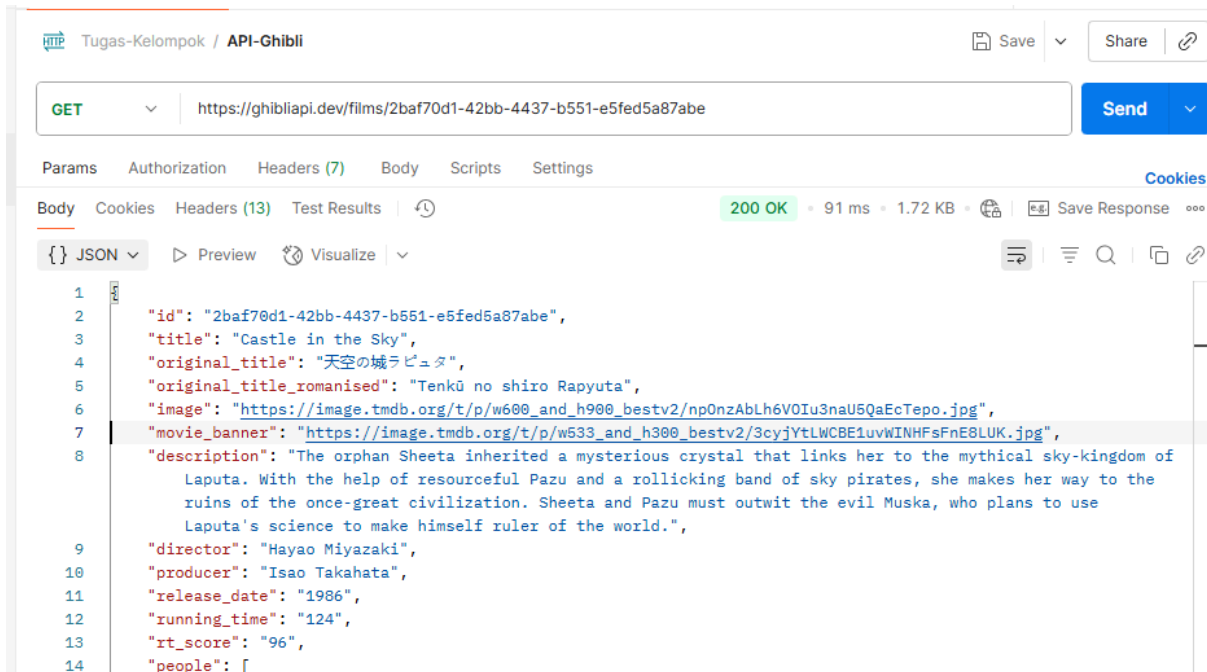 HTTP Tugas-Kelompok / API-Ghibli Save Share
GET https://ghibliapi.dev/films/2baf70d1-42bb-4437-b551-e5fed5a87abe Send
Params Authorization Headers (7) Body Scripts Settings
Cookies
Body Cookies Headers (13) Test Results 200 OK • 91 ms • 1.72 KB • e.g. Save Response
{} JSON Preview Visualize
1 {
2 "id": "2baf70d1-42bb-4437-b551-e5fed5a87abe",
3 "title": "Castle in the Sky",
4 "original_title": "天空の城ラピュタ",
5 "original_title_romanised": "Tenkū no shiro Rapyuta",
6 "image": "https://image.tmdb.org/t/p/w600_and_h900_bestv2/npOnzAbLh6VOIu3naU5QaEcTepo.jpg",
7 "movie_banner": "https://image.tmdb.org/t/p/w533_and_h300_bestv2/3cyjYtLWCBE1uvWINHFsFnE8LUK.jpg",
8 "description": "The orphan Sheeta inherited a mysterious crystal that links her to the mythical sky-kingdom of
Laputa. With the help of resourceful Pazu and a rollicking band of sky pirates, she makes her way to the
ruins of the once-great civilization. Sheeta and Pazu must outwit the evil Muska, who plans to use
Laputa's science to make himself ruler of the world.",
9 "director": "Hayao Miyazaki",
10 "producer": "Isao Takahata",
11 "release_date": "1986",
12 "running_time": "124",
13 "rt_score": "96",
14 "people": [